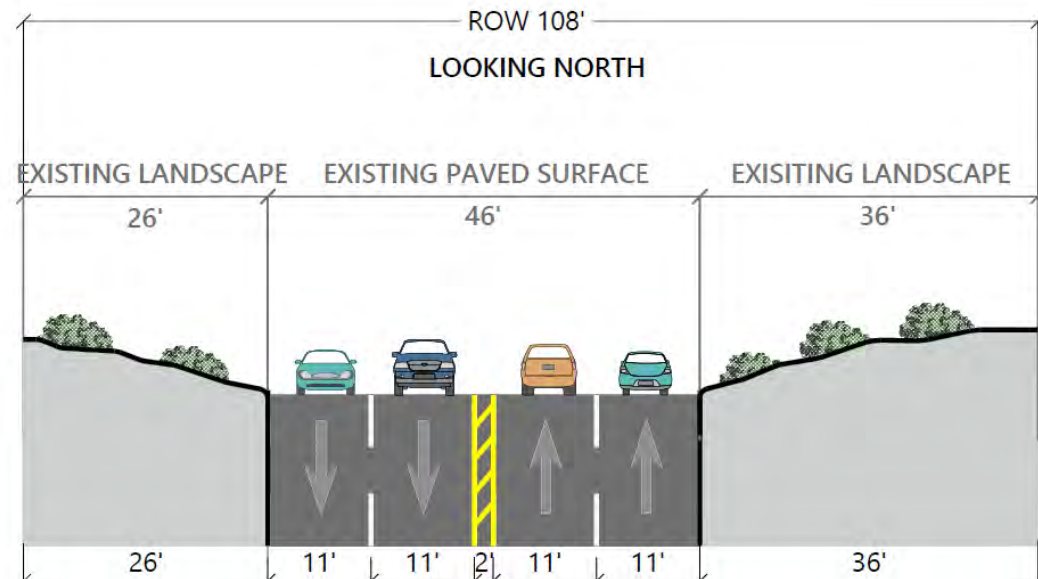 ROW 108'
LOOKING NORTH
EXISTING LANDSCAPE EXISTING PAVED SURFACE EXISITING LANDSCAPE
26' 46' 36'
26' 11' 11' 2' 11' 11' 36'